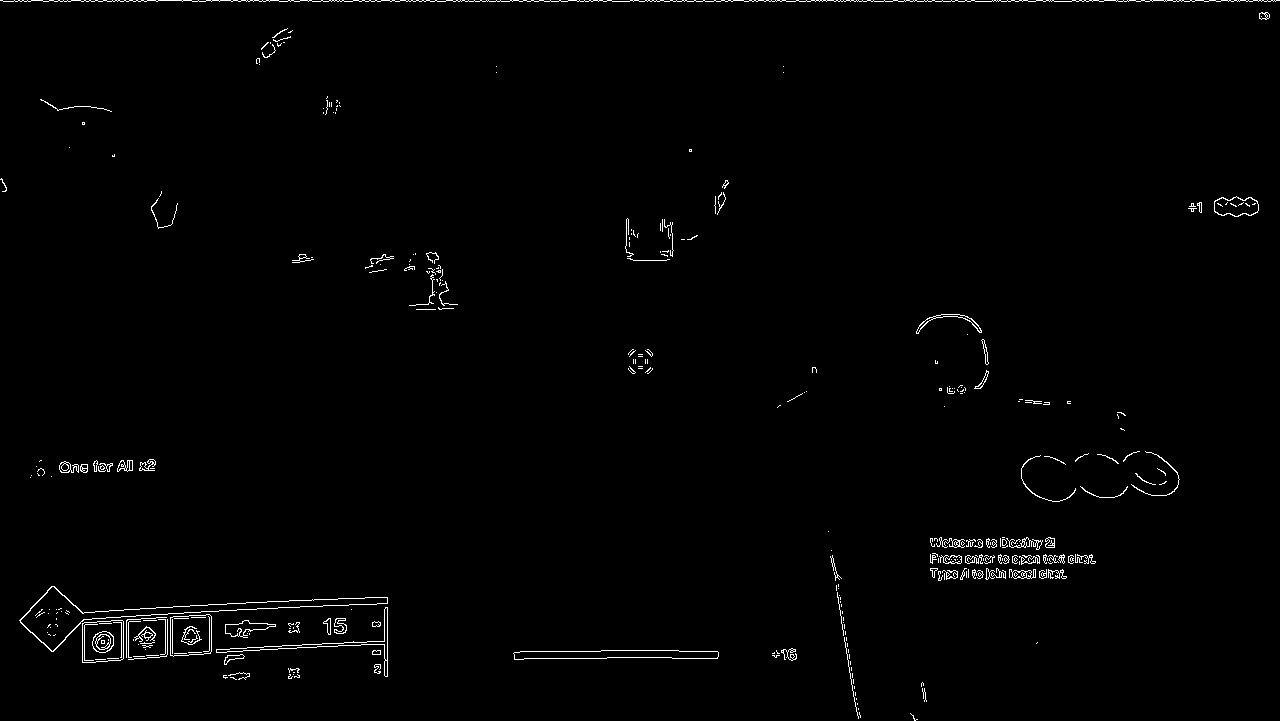 +1
One for All x2
Welcome to Destiny 2!
Press enter to open text chat.
Type /l to join local chat.
15
+16